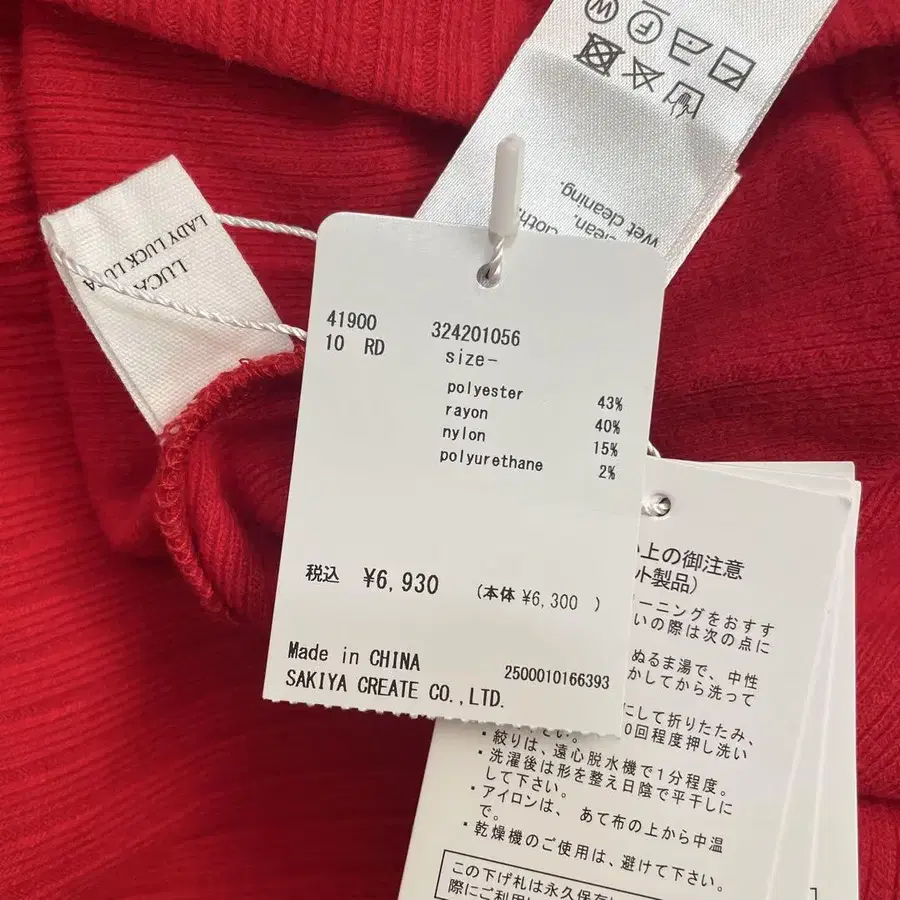 W
F
clean.
cloth.
Wet cleaning.
LUCA
LADY LUCK LUCA
41900 324201056
10 RD size-
polyester 43%
rayon 40%
nylon 15%
polyurethane 2%
税込 ¥6,930 (本体 ¥6,300 )
Made in CHINA
SAKIYA CREATE CO.,LTD. 2500010166393
上の御注意
ト製品)
ーニングをおすす
いの際は次の点に
ぬるま湯で、中性
かしてから洗って
にして折りたたみ、
0回程度押し洗い
・絞りは、遠心脱水機で1分程度。
・洗濯後は形を整え日陰で平干しに
して下さい。
・アイロンは、あて布の上から中温
で。
・乾燥機のご使用は、避けて下さい。
この下げ札は永久保存
際にご利用